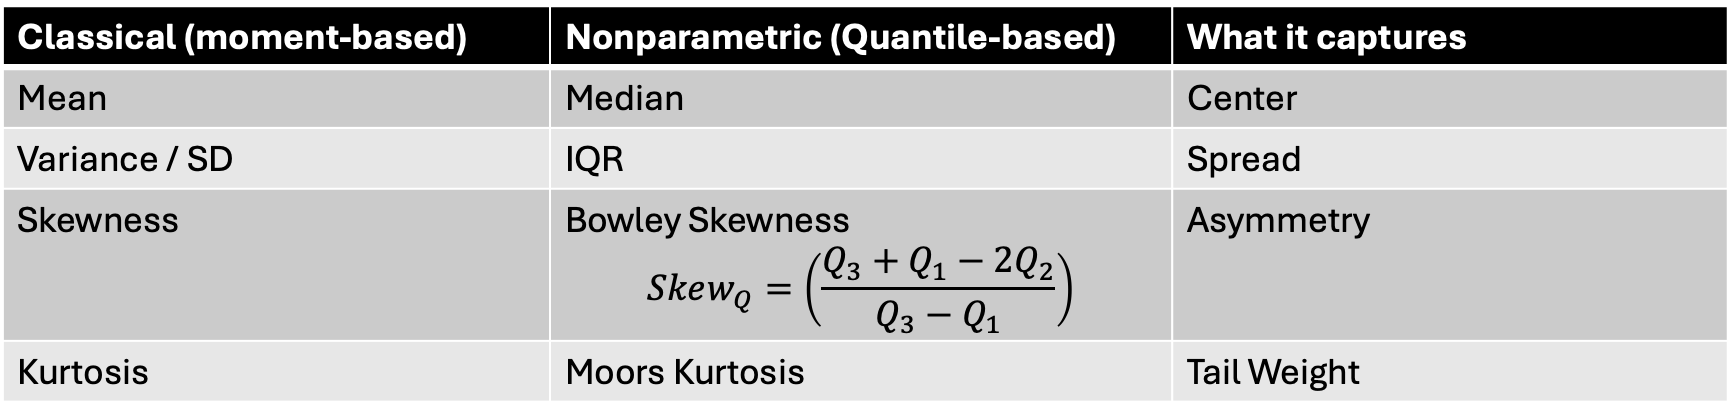 Classical (moment-based) Nonparametric (Quantile-based) What it captures
Mean Median Center
Variance / SD IQR Spread
Skewness Bowley Skewness Asymmetry
Skew_Q = ((Q_3 + Q_1 − 2Q_2) / (Q_3 − Q_1))
Kurtosis Moors Kurtosis Tail Weight